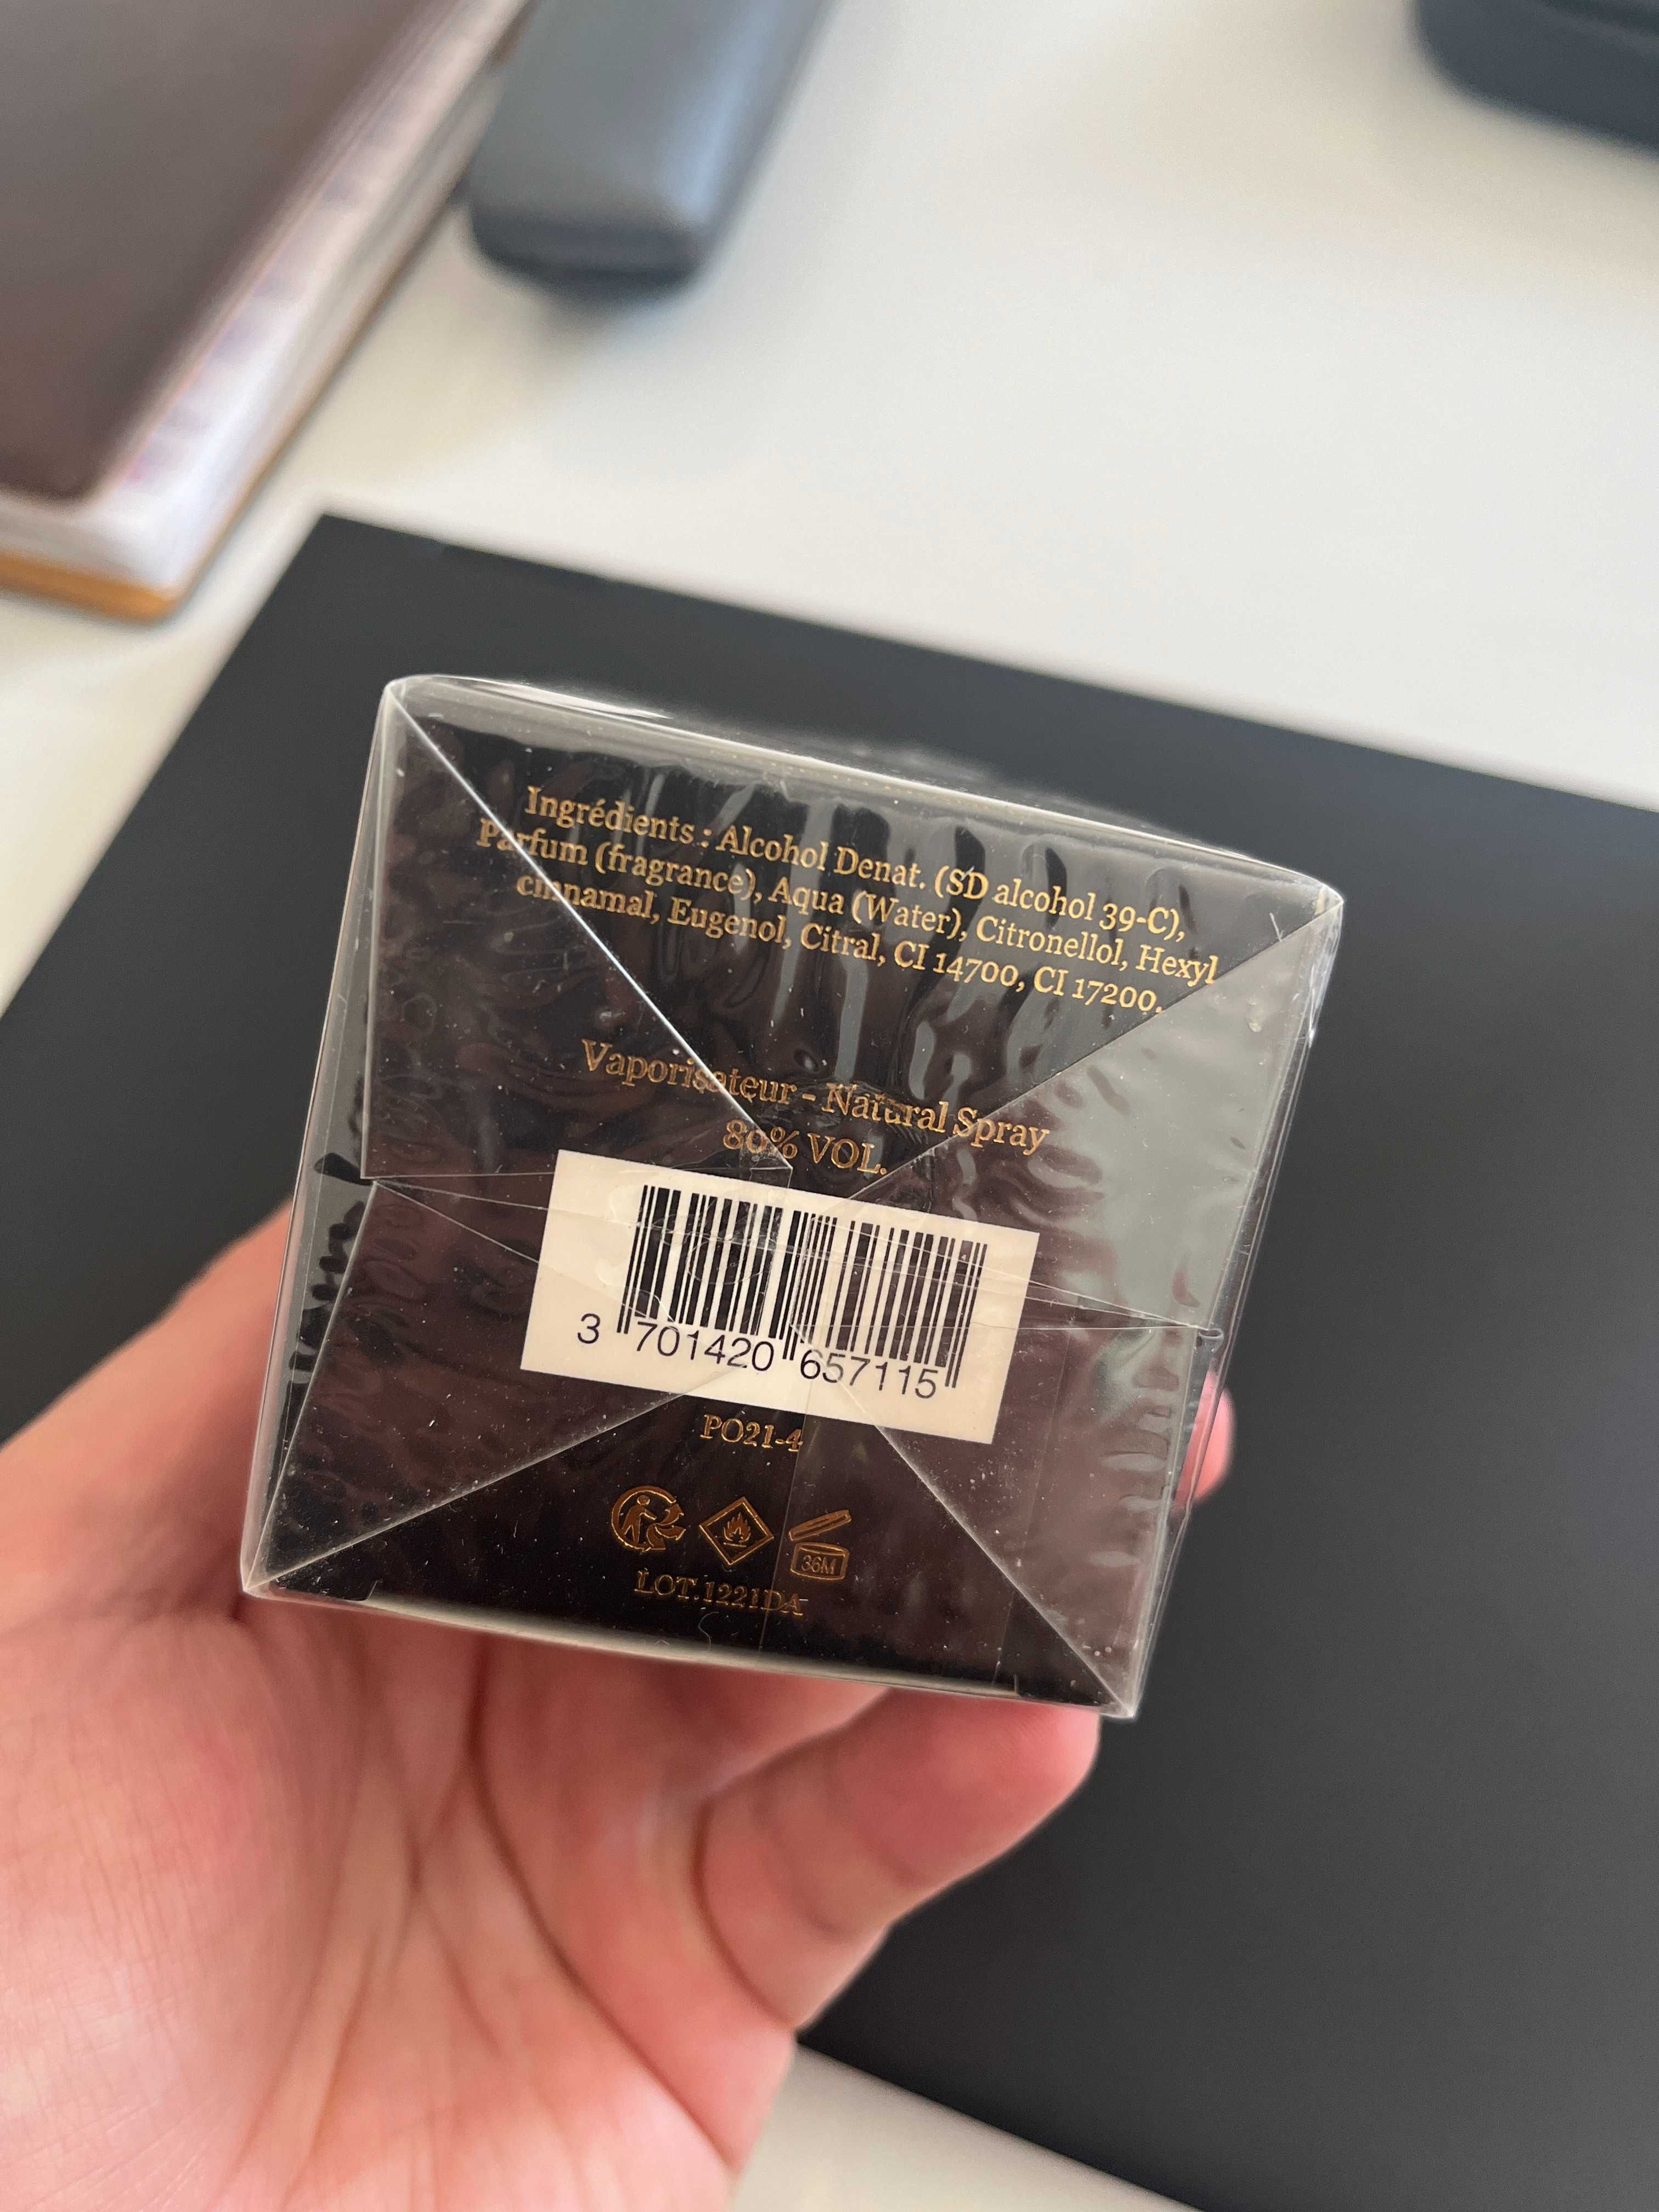 Ingrédients : Alcohol Denat. (SD alcohol 39-C),
Parfum (fragrance), Aqua (Water), Citronellol, Hexyl
cinnamal, Eugenol, Citral, CI 14700, CI 17200.
Vaporisateur - Natural Spray
80% VOL.
3 701420 657115
PO21-4
36M
LOT.1221DA